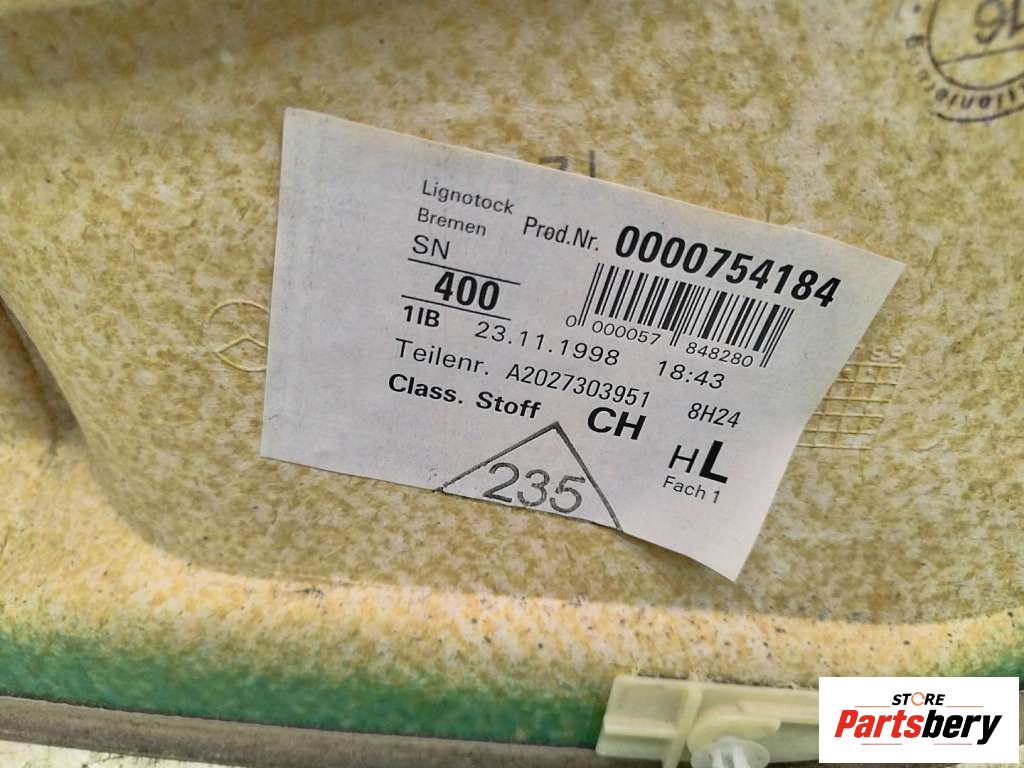 16
Lignotock
Bremen
Prod.Nr. 0000754184
SN
400
0 000057 848280
1IB 23.11.1998 18:43
Teilenr. A2027303951 8H24
Class. Stoff CH
HL
Fach 1
235
STORE
Partsbery